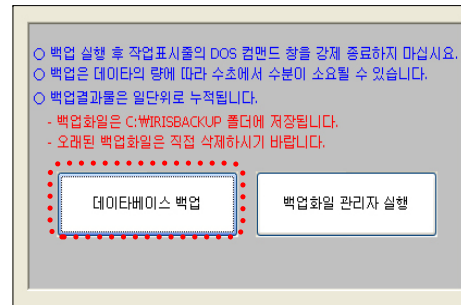 ○ 백업 실행 후 작업표시줄의 DOS 컴맨드 창을 강제 종료하지 마십시요.
○ 백업은 데이타의 량에 따라 수초에서 수분이 소요될 수 있습니다.
○ 백업결과물은 일단위로 누적됩니다.
- 백업화일은 C:₩IRISBACKUP 폴더에 저장됩니다.
- 오래된 백업화일은 직접 삭제하시기 바랍니다.
데이타베이스 백업
백업화일 관리자 실행